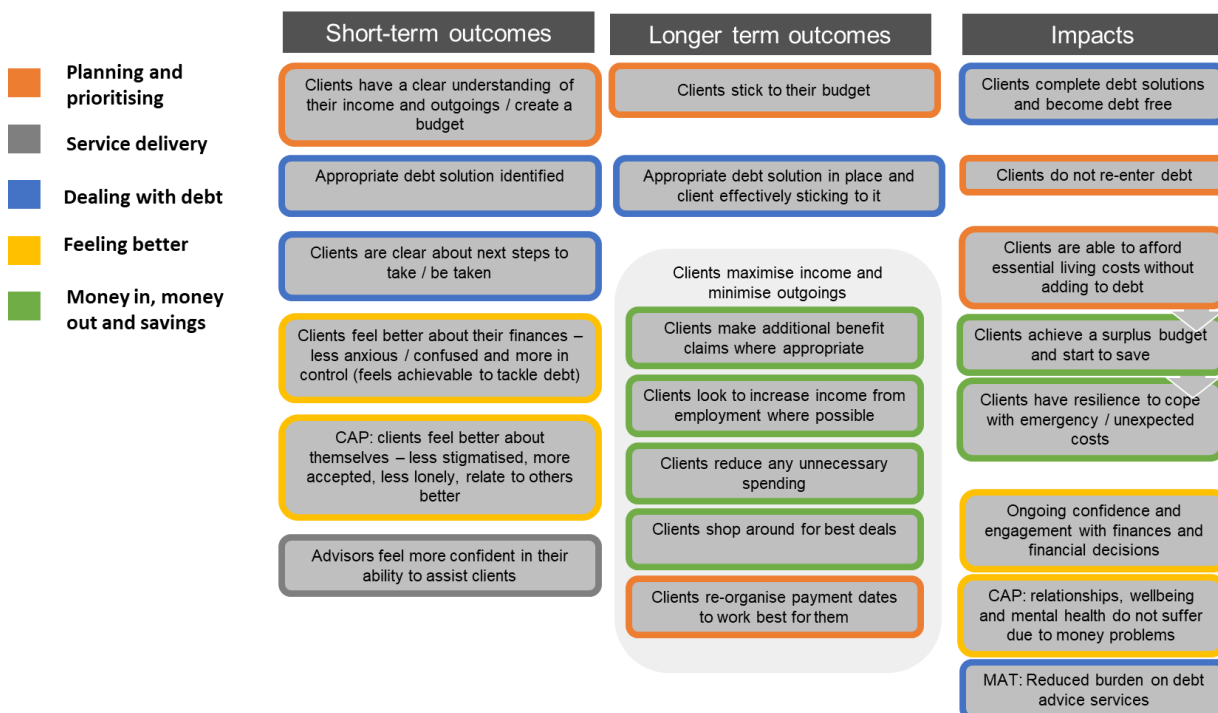 Planning and
prioritising
Service delivery
Dealing with debt
Feeling better
Money in, money
out and savings
Short-term outcomes
Clients have a clear understanding of
their income and outgoings / create a
budget
Appropriate debt solution identified
Clients are clear about next steps to
take / be taken
Clients feel better about their finances –
less anxious / confused and more in
control (feels achievable to tackle debt)
CAP: clients feel better about
themselves – less stigmatised, more
accepted, less lonely, relate to others
better
Advisors feel more confident in their
ability to assist clients
Longer term outcomes
Clients stick to their budget
Appropriate debt solution in place and
client effectively sticking to it
Clients maximise income and
minimise outgoings
Clients make additional benefit
claims where appropriate
Clients look to increase income from
employment where possible
Clients reduce any unnecessary
spending
Clients shop around for best deals
Clients re-organise payment dates
to work best for them
Impacts
Clients complete debt solutions
and become debt free
Clients do not re-enter debt
Clients are able to afford
essential living costs without
adding to debt
Clients achieve a surplus budget
and start to save
Clients have resilience to cope
with emergency / unexpected
costs
Ongoing confidence and
engagement with finances and
financial decisions
CAP: relationships, wellbeing
and mental health do not suffer
due to money problems
MAT: Reduced burden on debt
advice services